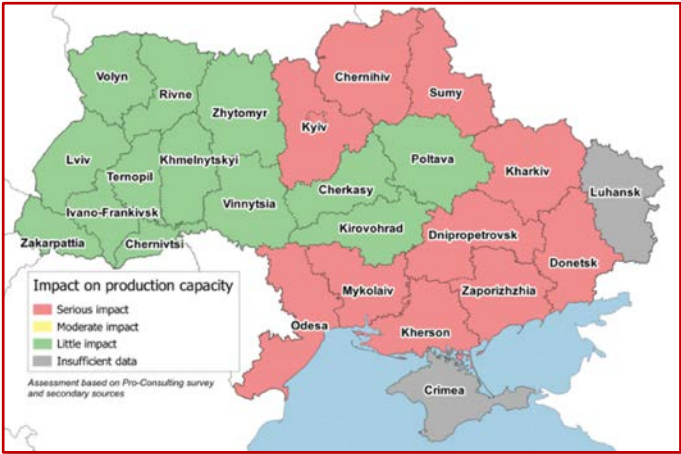 Volyn
Rivne
Zhytomyr
Chernihiv
Sumy
Kyiv
Lviv
Ternopil
Khmelnytskyi
Poltava
Kharkiv
Luhansk
Cherkasy
Vinnytsia
Ivano-Frankivsk
Kirovohrad
Dnipropetrovsk
Zakarpattia
Chernivtsi
Donetsk
Mykolaiv
Zaporizhzhia
Odesa
Kherson
Crimea
Impact on production capacity
Serious impact
Moderate impact
Little impact
Insufficient data
Assessment based on Pro-Consulting survey
and secondary sources